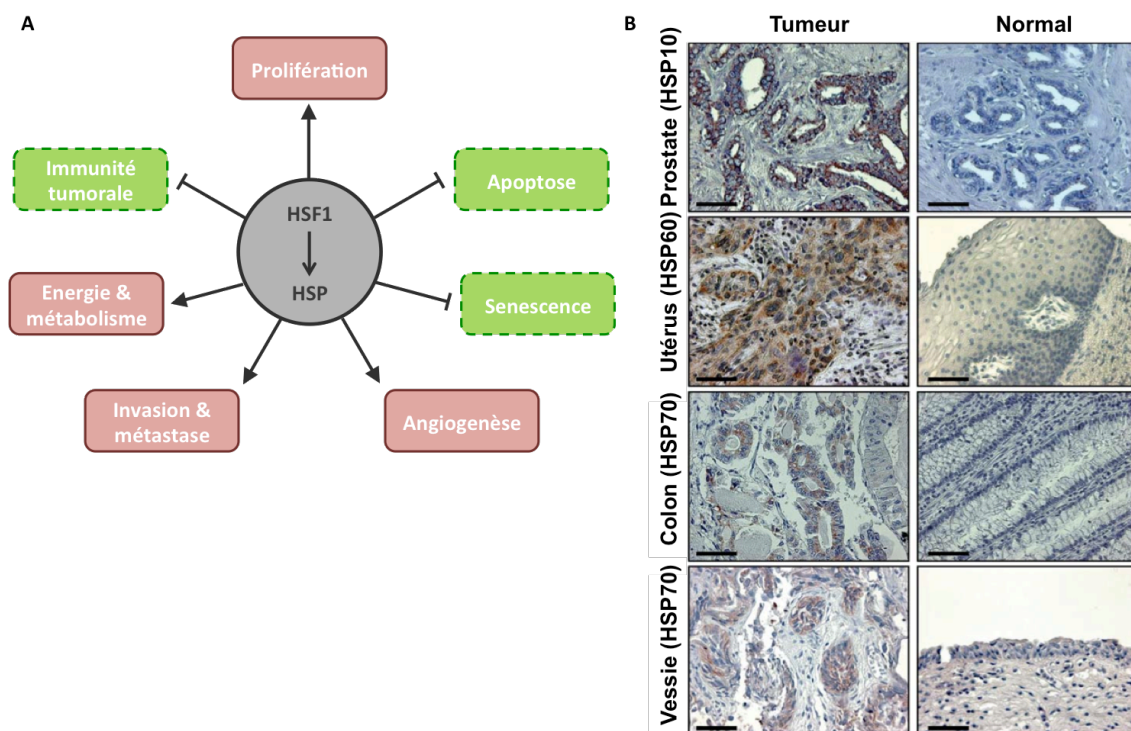 A
Prolifération
Immunité
tumorale
Apoptose
HSF1
HSP
Energie &
métabolisme
Senescence
Invasion &
métastase
Angiogenèse
B
Tumeur
Normal
Prostate (HSP10)
Utérus (HSP60)
Colon (HSP70)
Vessie (HSP70)